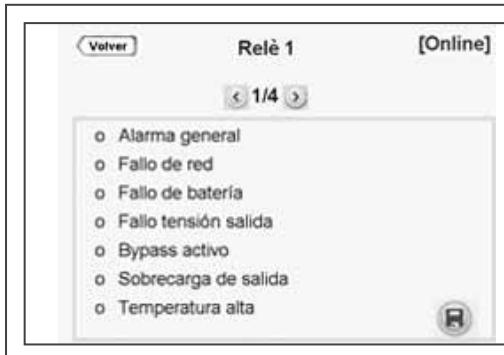 Volver
Relè 1
[Online]
< 1/4 >
o Alarma general
o Fallo de red
o Fallo de batería
o Fallo tensión salida
o Bypass activo
o Sobrecarga de salida
o Temperatura alta